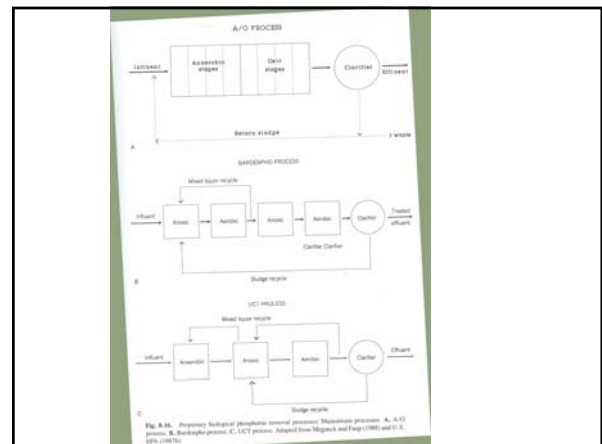 A/O PROCESS
Influent
Anaerobic
stages
Oxic
stages
Clarifier
Effluent
Return sludge
waste
A
BARDENPHO PROCESS
Mixed liquor recycle
Influent
Anoxic
Aerobic
Anoxic
Aerobic
Clarifier
Treated
effluent
Clarifier Clarifier
Sludge recycle
B
UCT PROCESS
Mixed liquor recycle
Influent
Anaerobic
Anoxic
Aerobic
Clarifier
Effluent
Sludge recycle
C
Fig. 8.16. Proprietary biological phosphorus removal processes: Mainstream processes. A. A/O
process. B. Bardenpho process. C. UCT process. Adapted from Meganck and Faup (1988) and U.S.
EPA (1987b).